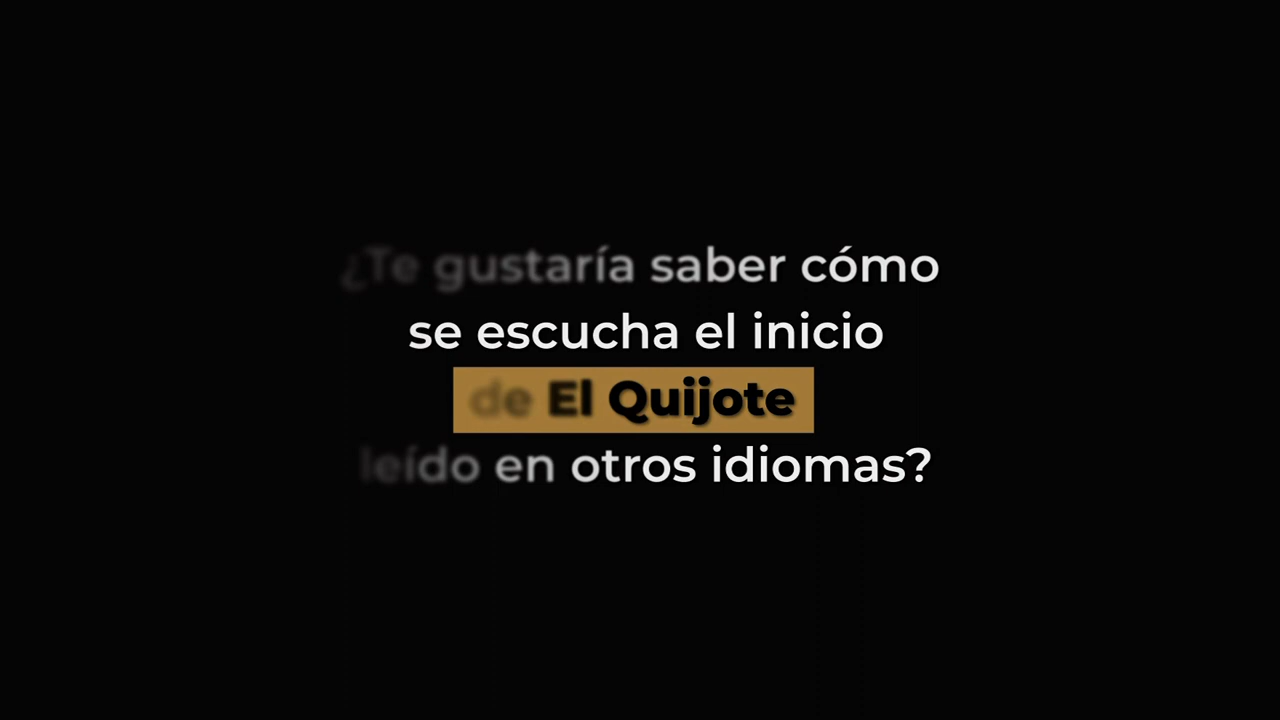 ¿Te gustaría saber cómo
se escucha el inicio
de El Quijote
leído en otros idiomas?